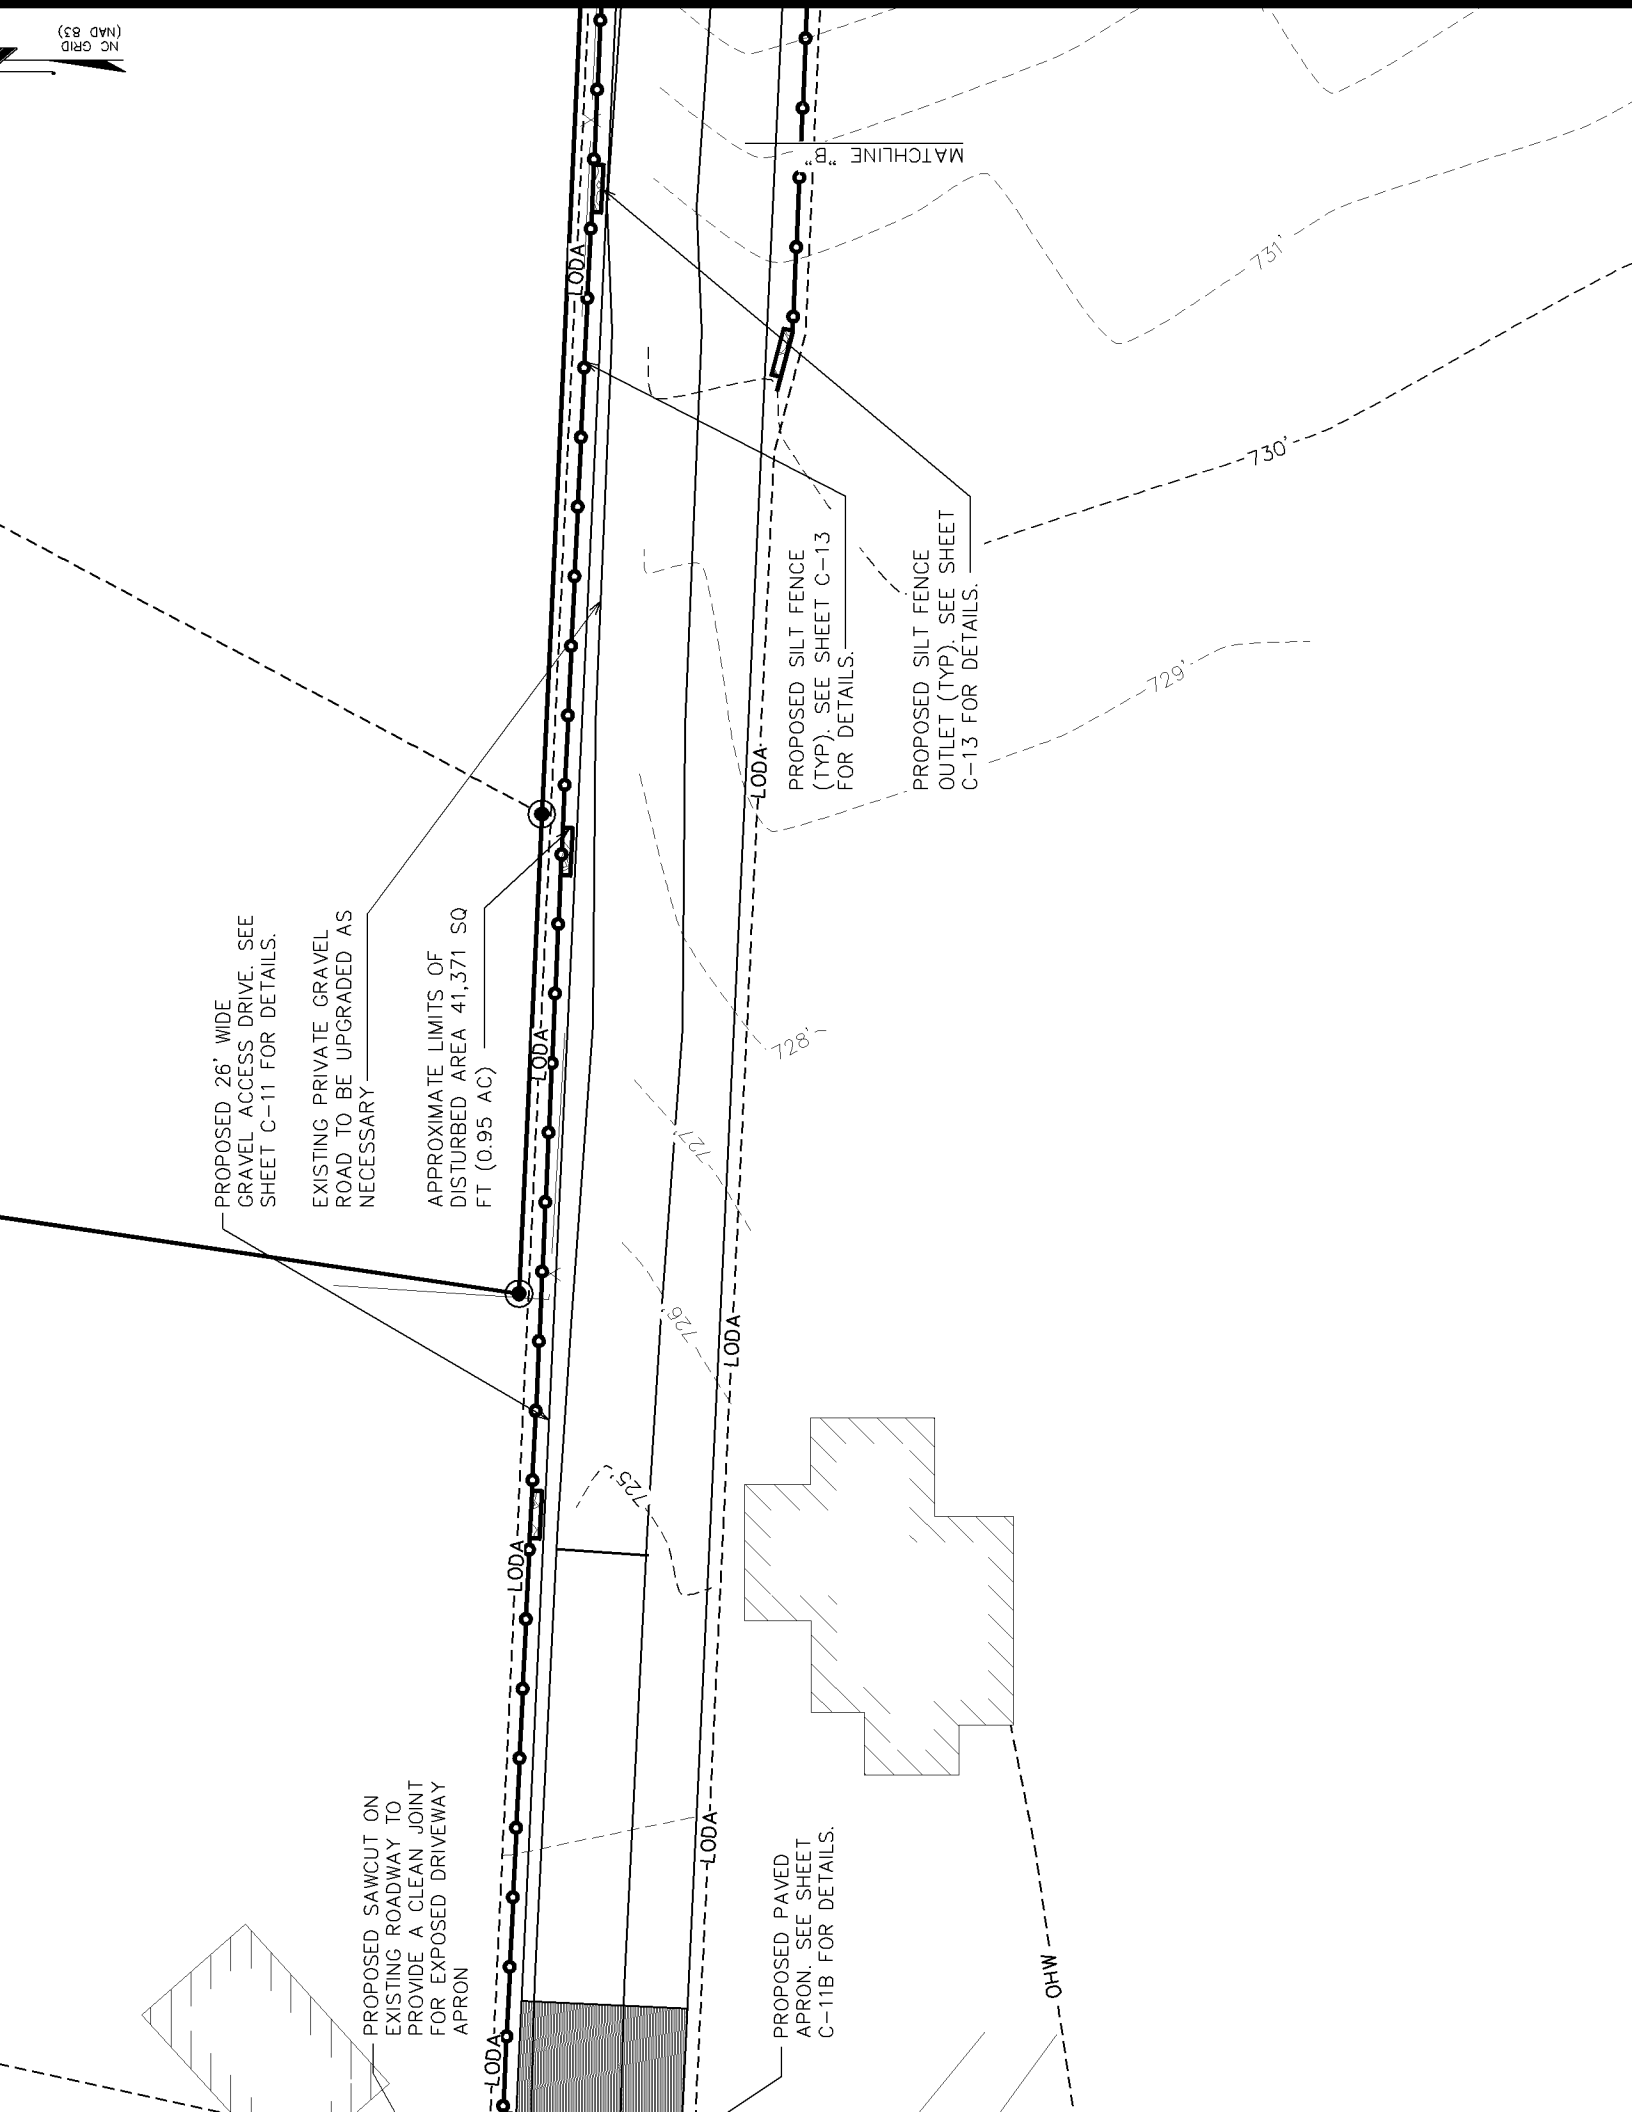 NC GRID
(NAD 83)
MATCHLINE "B"
LODA
731'
730'
PROPOSED SILT FENCE
(TYP). SEE SHEET C-13
FOR DETAILS.
PROPOSED SILT FENCE
OUTLET (TYP). SEE SHEET
C-13 FOR DETAILS.
729'
LODA
PROPOSED 26' WIDE
GRAVEL ACCESS DRIVE. SEE
SHEET C-11 FOR DETAILS.
EXISTING PRIVATE GRAVEL
ROAD TO BE UPGRADED AS
NECESSARY
APPROXIMATE LIMITS OF
DISTURBED AREA 41,371 SQ
FT (0.95 AC)
LODA
728'
727'
726'
LODA
725'
LODA
PROPOSED SAWCUT ON
EXISTING ROADWAY TO
PROVIDE A CLEAN JOINT
FOR EXPOSED DRIVEWAY
APRON
LODA
PROPOSED PAVED
APRON. SEE SHEET
C-11B FOR DETAILS.
OHW
LODA